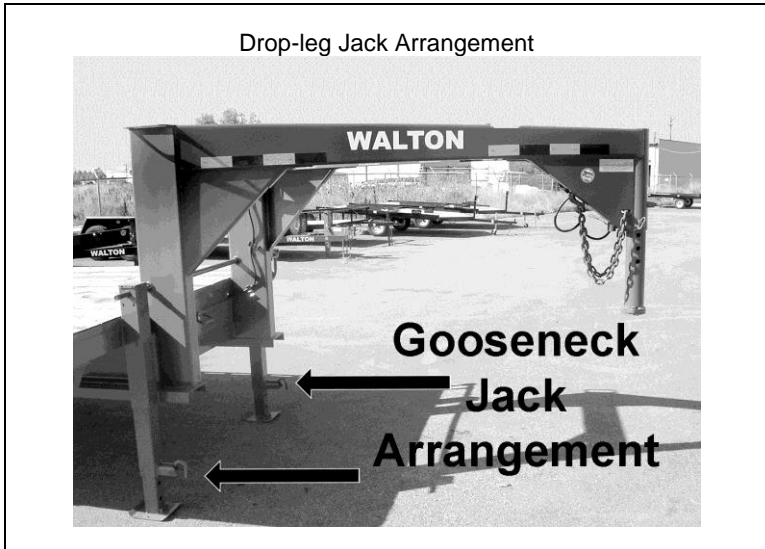 Drop-leg Jack Arrangement
WALTON
WALTON
WALTON
Gooseneck
Jack
Arrangement